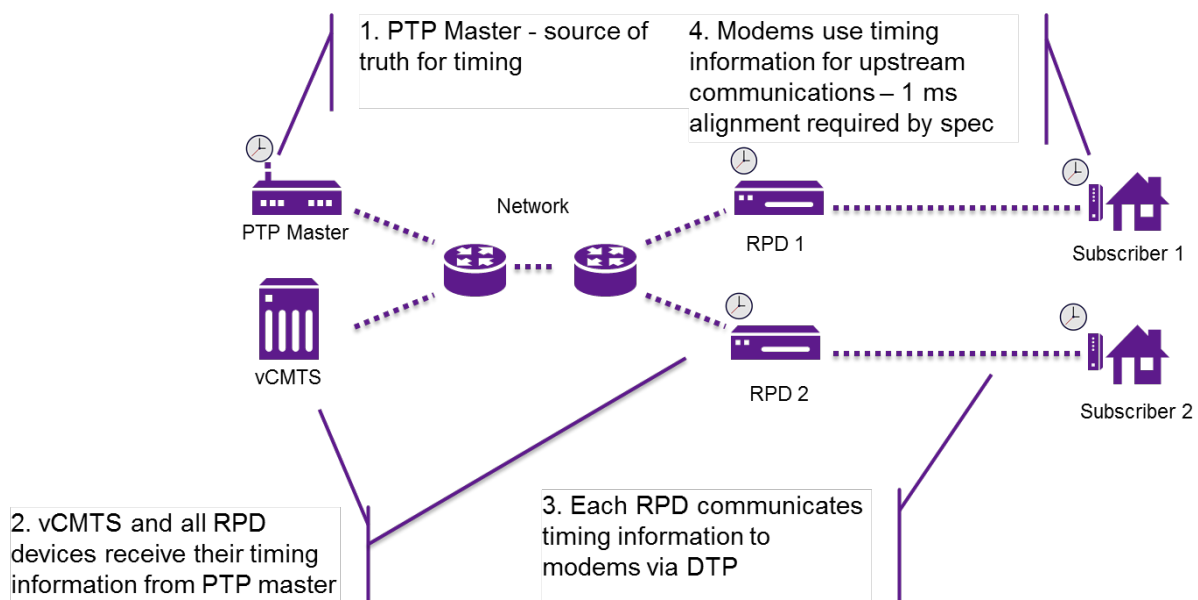 1. PTP Master - source of
truth for timing
4. Modems use timing
information for upstream
communications – 1 ms
alignment required by spec
PTP Master
Network
RPD 1
Subscriber 1
vCMTS
RPD 2
Subscriber 2
2. vCMTS and all RPD
devices receive their timing
information from PTP master
3. Each RPD communicates
timing information to
modems via DTP